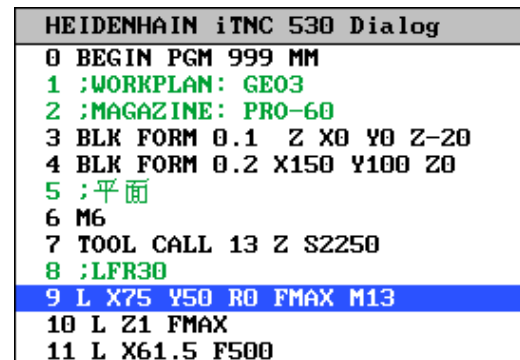 HEIDENHAIN iTNC 530 Dialog
0 BEGIN PGM 999 MM
1 ;WORKPLAN: GEO3
2 ;MAGAZINE: PRO-60
3 BLK FORM 0.1 Z X0 Y0 Z-20
4 BLK FORM 0.2 X150 Y100 Z0
5 ;平面
6 M6
7 TOOL CALL 13 Z S2250
8 ;LFR30
9 L X75 Y50 R0 FMAX M13
10 L Z1 FMAX
11 L X61.5 F500